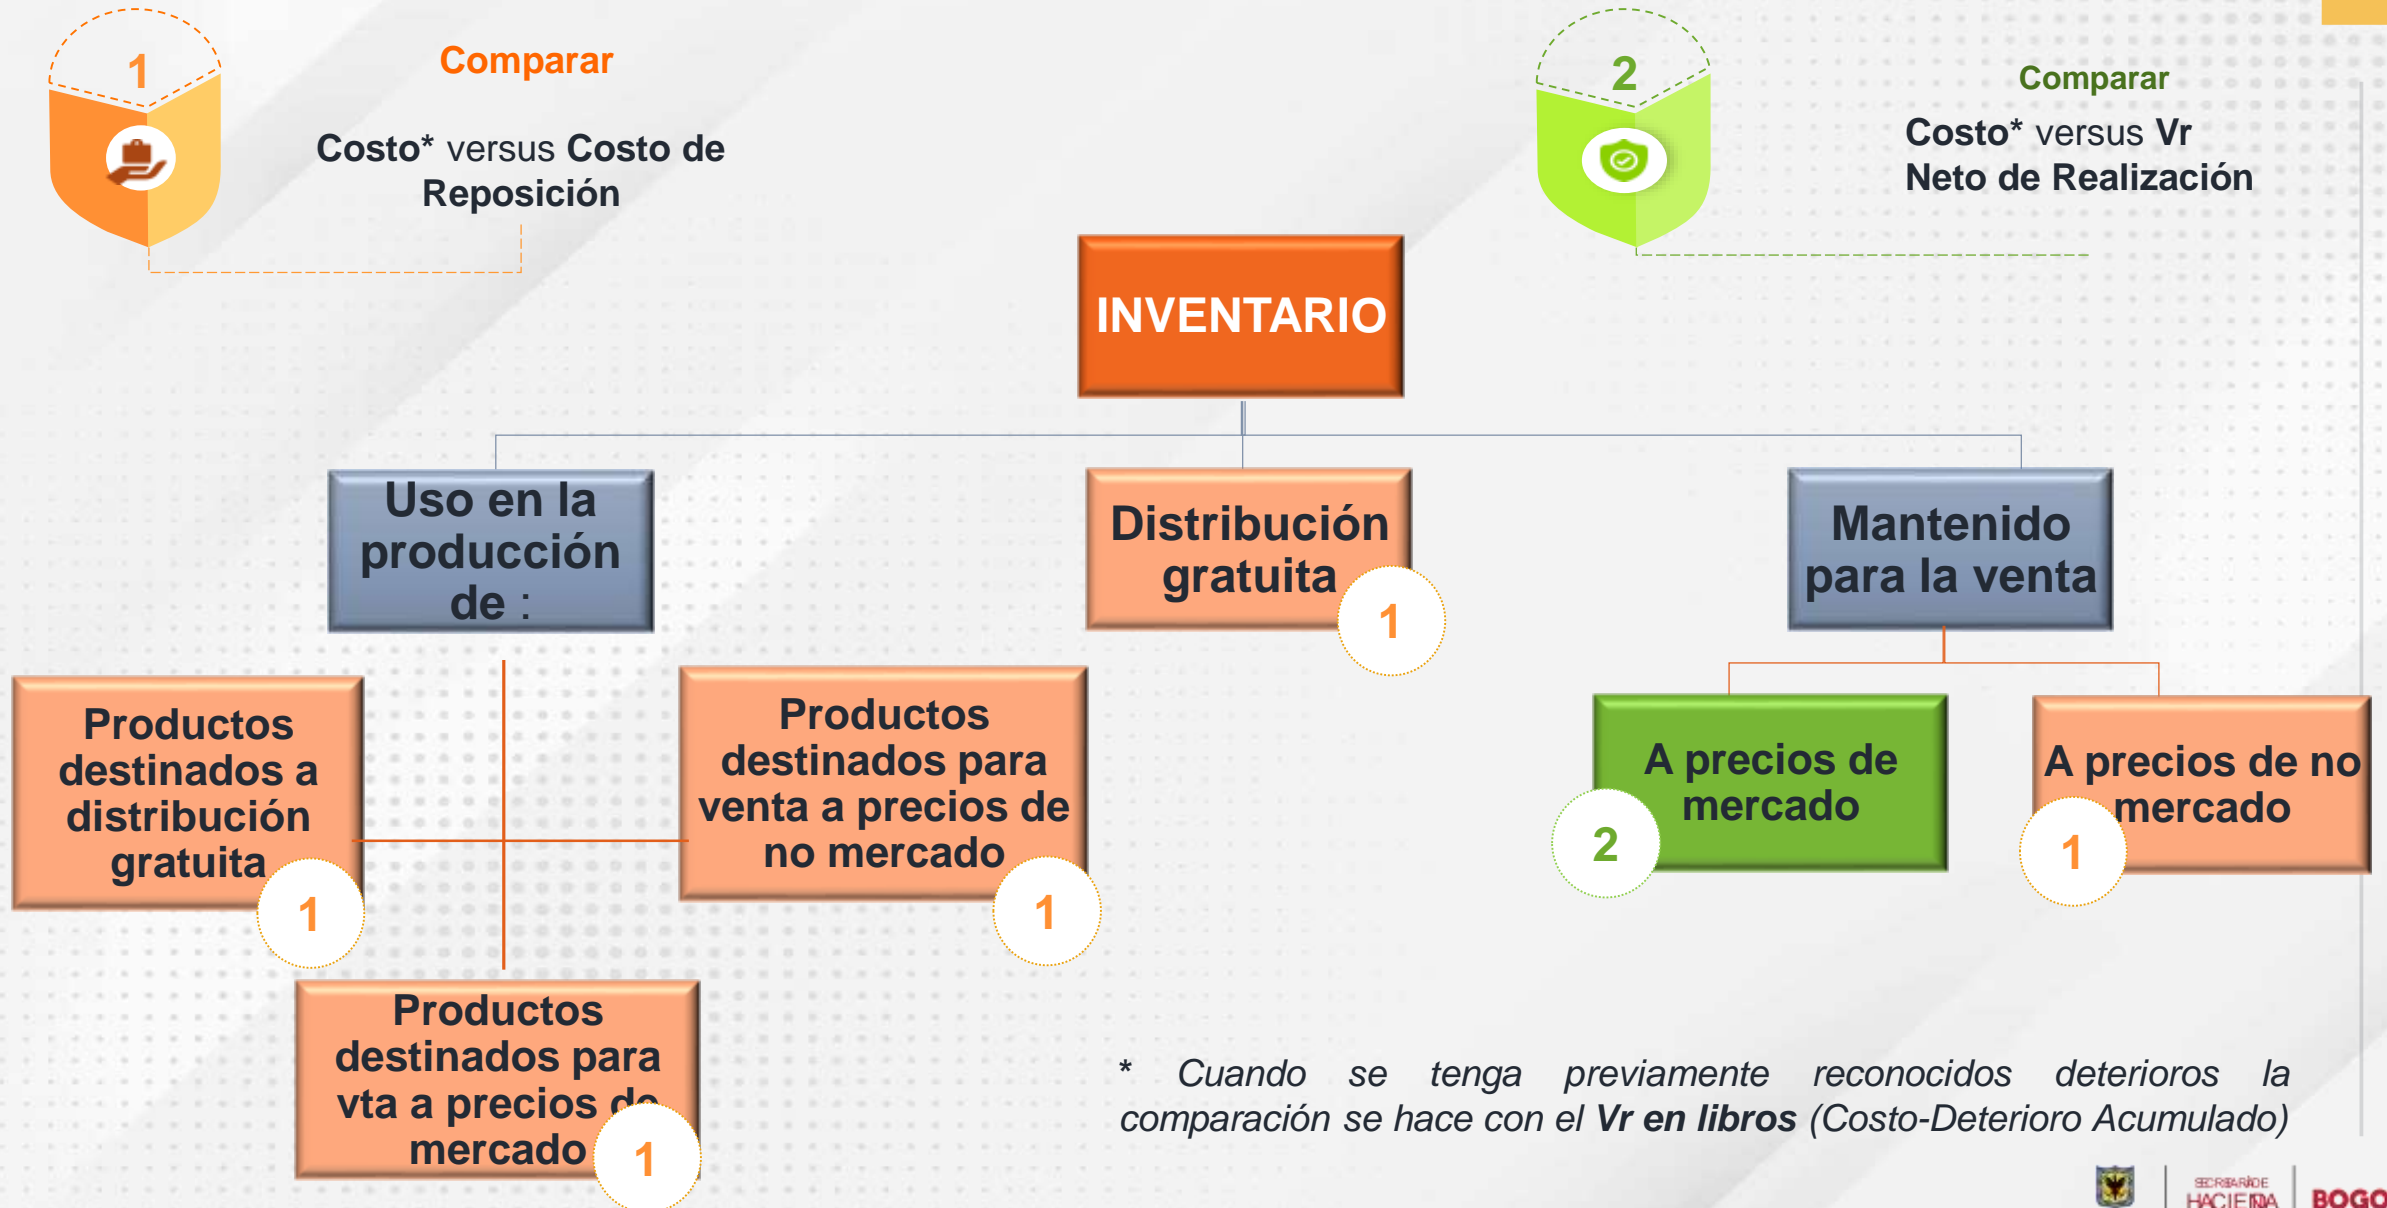 1
Comparar
Costo* versus Costo de
Reposición
2
Comparar
Costo* versus Vr
Neto de Realización
INVENTARIO
Uso en la
producción
de :
Distribución
gratuita
1
Mantenido
para la venta
Productos
destinados a
distribución
gratuita
1
Productos
destinados para
venta a precios de
no mercado
1
Productos
destinados para
vta a precios de
mercado
1
A precios de
mercado
2
A precios de no
mercado
1
* Cuando se tenga previamente reconocidos deterioros la
comparación se hace con el Vr en libros (Costo-Deterioro Acumulado)
HACIENDA
BOGO